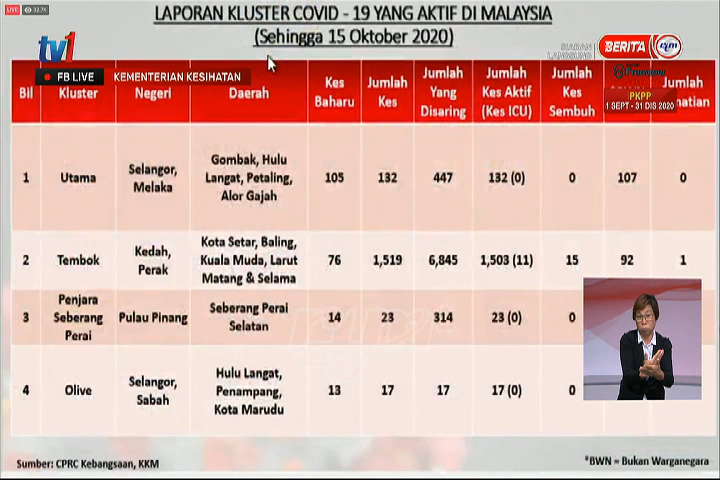 LIVE 12.7K
LAPORAN KLUSTER COVID - 19 YANG AKTIF DI MALAYSIA
(Sehingga 15 Oktober 2020)
tv1
SIARAN
LANGSUNG
BERITA
FB LIVE KEMENTERIAN KESIHATAN
PKPP
1 SEPT - 31 DIS 2020
Bil
Kluster
Negeri
Daerah
Kes
Baharu
Jumlah
Kes
Jumlah
Yang
Disaring
Jumlah
Kes Aktif
(Kes ICU)
Jumlah
Kes
Sembuh
Jumlah
1
Utama
Selangor,
Melaka
Gombak, Hulu
Langat, Petaling,
Alor Gajah
105
132
447
132 (0)
0
107
0
2
Tembok
Kedah,
Perak
Kota Setar, Baling,
Kuala Muda, Larut
Matang & Selama
76
1,519
6,845
1,503 (11)
15
92
1
3
Penjara
Seberang
Perai
Pulau Pinang
Seberang Perai
Selatan
14
23
314
23 (0)
0
4
Olive
Selangor,
Sabah
Hulu Langat,
Penampang,
Kota Marudu
13
17
17
17 (0)
0
Sumber: CPRC Kebangsaan, KKM
*BWN = Bukan Warganegara